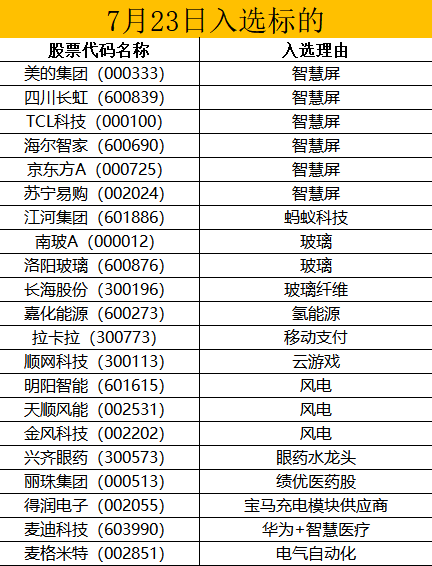 7月23日入选标的
股票代码名称 入选理由
美的集团（000333） 智慧屏
四川长虹（600839） 智慧屏
TCL科技（000100） 智慧屏
海尔智家（600690） 智慧屏
京东方A（000725） 智慧屏
苏宁易购（002024） 智慧屏
江河集团（601886） 蚂蚁科技
南玻A（000012） 玻璃
洛阳玻璃（600876） 玻璃
长海股份（300196） 玻璃纤维
嘉化能源（600273） 氢能源
拉卡拉（300773） 移动支付
顺网科技（300113） 云游戏
明阳智能（601615） 风电
天顺风能（002531） 风电
金风科技（002202） 风电
兴齐眼药（300573） 眼药水龙头
丽珠集团（000513） 绩优医药股
得润电子（002055） 宝马充电模块供应商
麦迪科技（603990） 华为+智慧医疗
麦格米特（002851） 电气自动化